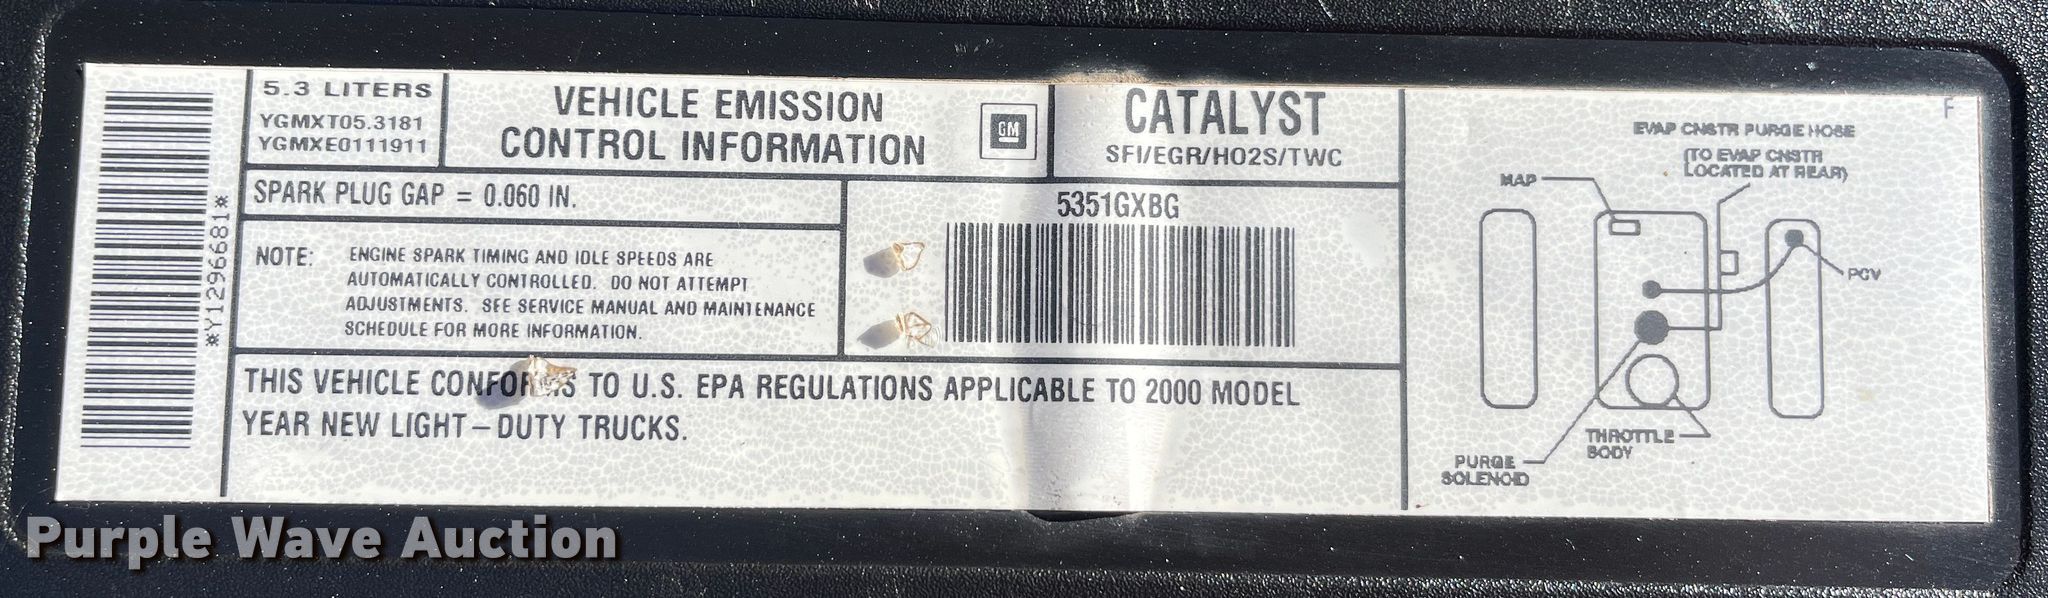 *Y1296681*
5.3 LITERS
YGMXT05.3181
YGMXE0111911
VEHICLE EMISSION
CONTROL INFORMATION
GM
CATALYST
SFI/EGR/HO2S/TWC
SPARK PLUG GAP = 0.060 IN.
NOTE: ENGINE SPARK TIMING AND IDLE SPEEDS ARE
AUTOMATICALLY CONTROLLED. DO NOT ATTEMPT
ADJUSTMENTS. SEE SERVICE MANUAL AND MAINTENANCE
SCHEDULE FOR MORE INFORMATION.
5351GXBG
THIS VEHICLE CONFORMS TO U.S. EPA REGULATIONS APPLICABLE TO 2000 MODEL
YEAR NEW LIGHT-DUTY TRUCKS.
F
EVAP CNSTR PURGE HOSE
(TO EVAP CNSTR
LOCATED AT REAR)
MAP
PCV
THROTTLE
BODY
PURGE
SOLENOID
Purple Wave Auction